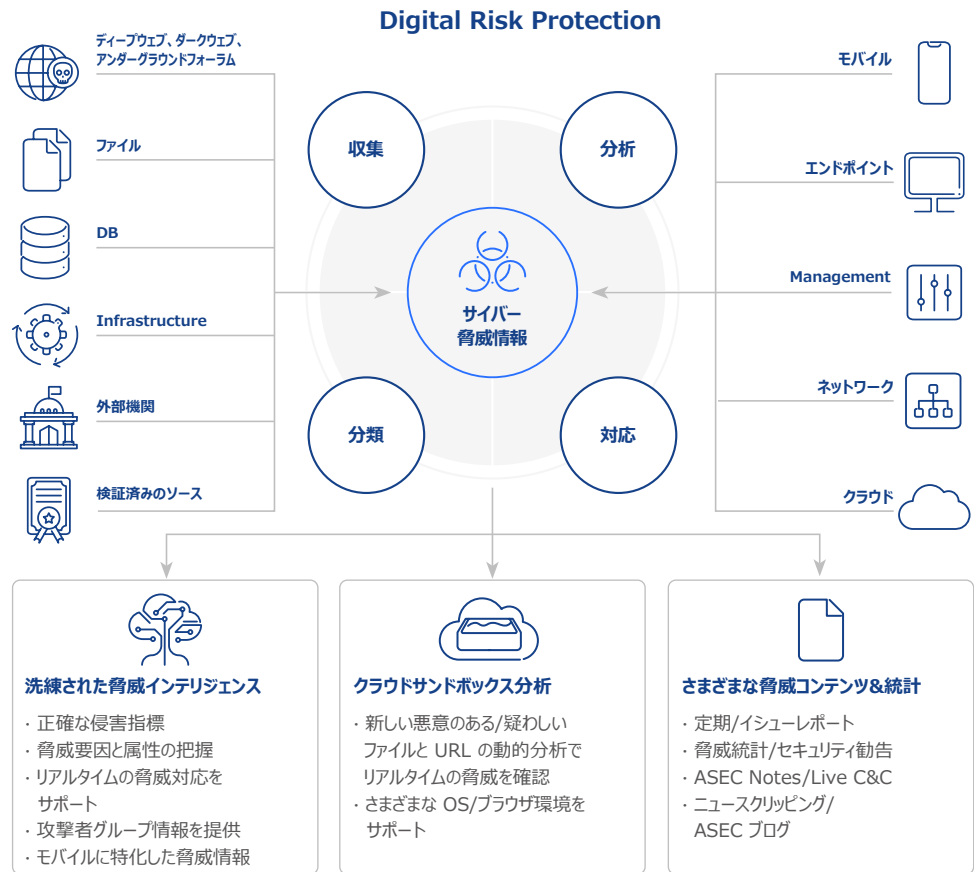 Digital Risk Protection
ディープウェブ、ダークウェブ、
アンダーグラウンドフォーラム
ファイル
DB
Infrastructure
外部機関
検証済みのソース
収集
分析
サイバー
脅威情報
分類
対応
モバイル
エンドポイント
Management
ネットワーク
クラウド
洗練された脅威インテリジェンス
・正確な侵害指標
・脅威要因と属性の把握
・リアルタイムの脅威対応を
サポート
・攻撃者グループ情報を提供
・モバイルに特化した脅威情報
クラウドサンドボックス分析
・新しい悪意のある/疑わしい
ファイルと URL の動的分析で
リアルタイムの脅威を確認
・さまざまな OS/ブラウザ環境を
サポート
さまざまな脅威コンテンツ&統計
・定期/イシューレポート
・脅威統計/セキュリティ勧告
・ASEC Notes/Live C&C
・ニュースクリッピング/
ASEC ブログ